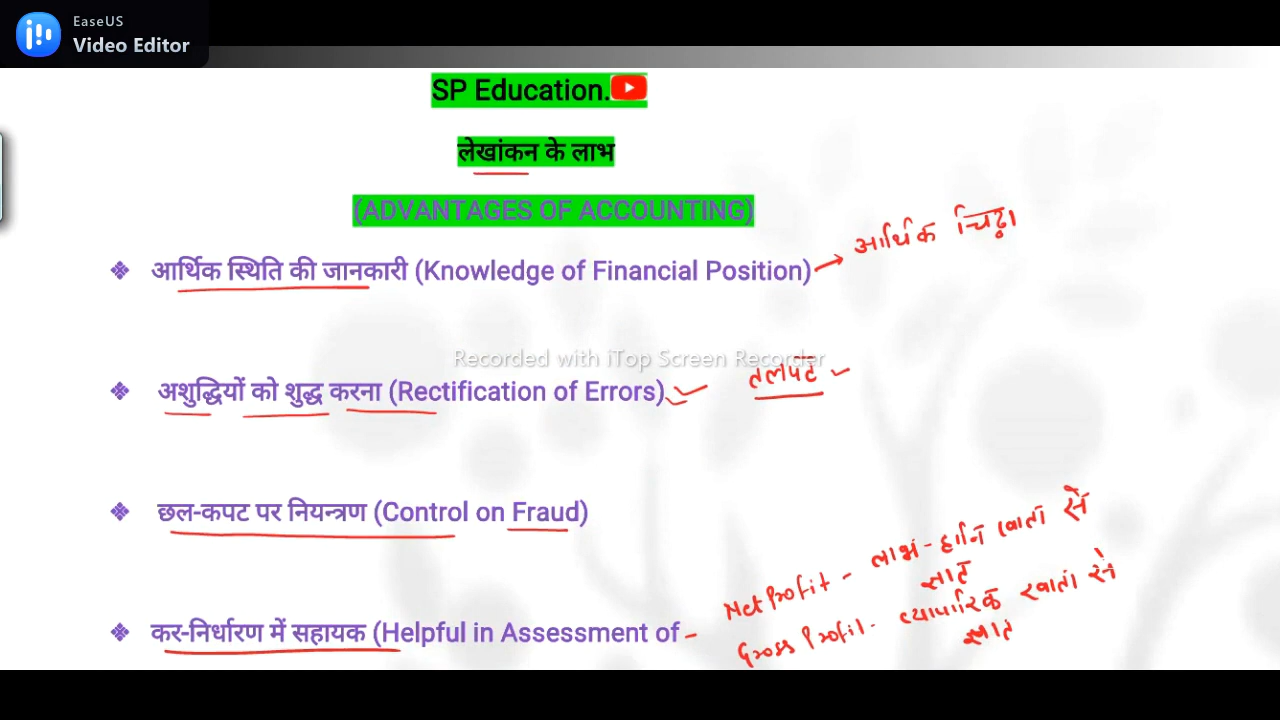 EaseUS
Video Editor
SP Education.
लेखांकन के लाभ
(ADVANTAGES OF ACCOUNTING)
❖ आर्थिक स्थिति की जानकारी (Knowledge of Financial Position) → आर्थिक चिट्ठा
Recorded with iTop Screen Recorder
❖ अशुद्धियों को शुद्ध करना (Rectification of Errors) तलपट
❖ छल-कपट पर नियन्त्रण (Control on Fraud)
Net Profit - लाभ-हानि खाता से
ज्ञात
❖ कर-निर्धारण में सहायक (Helpful in Assessment of -
Gross Profit - व्यापारिक खाता से
ज्ञात